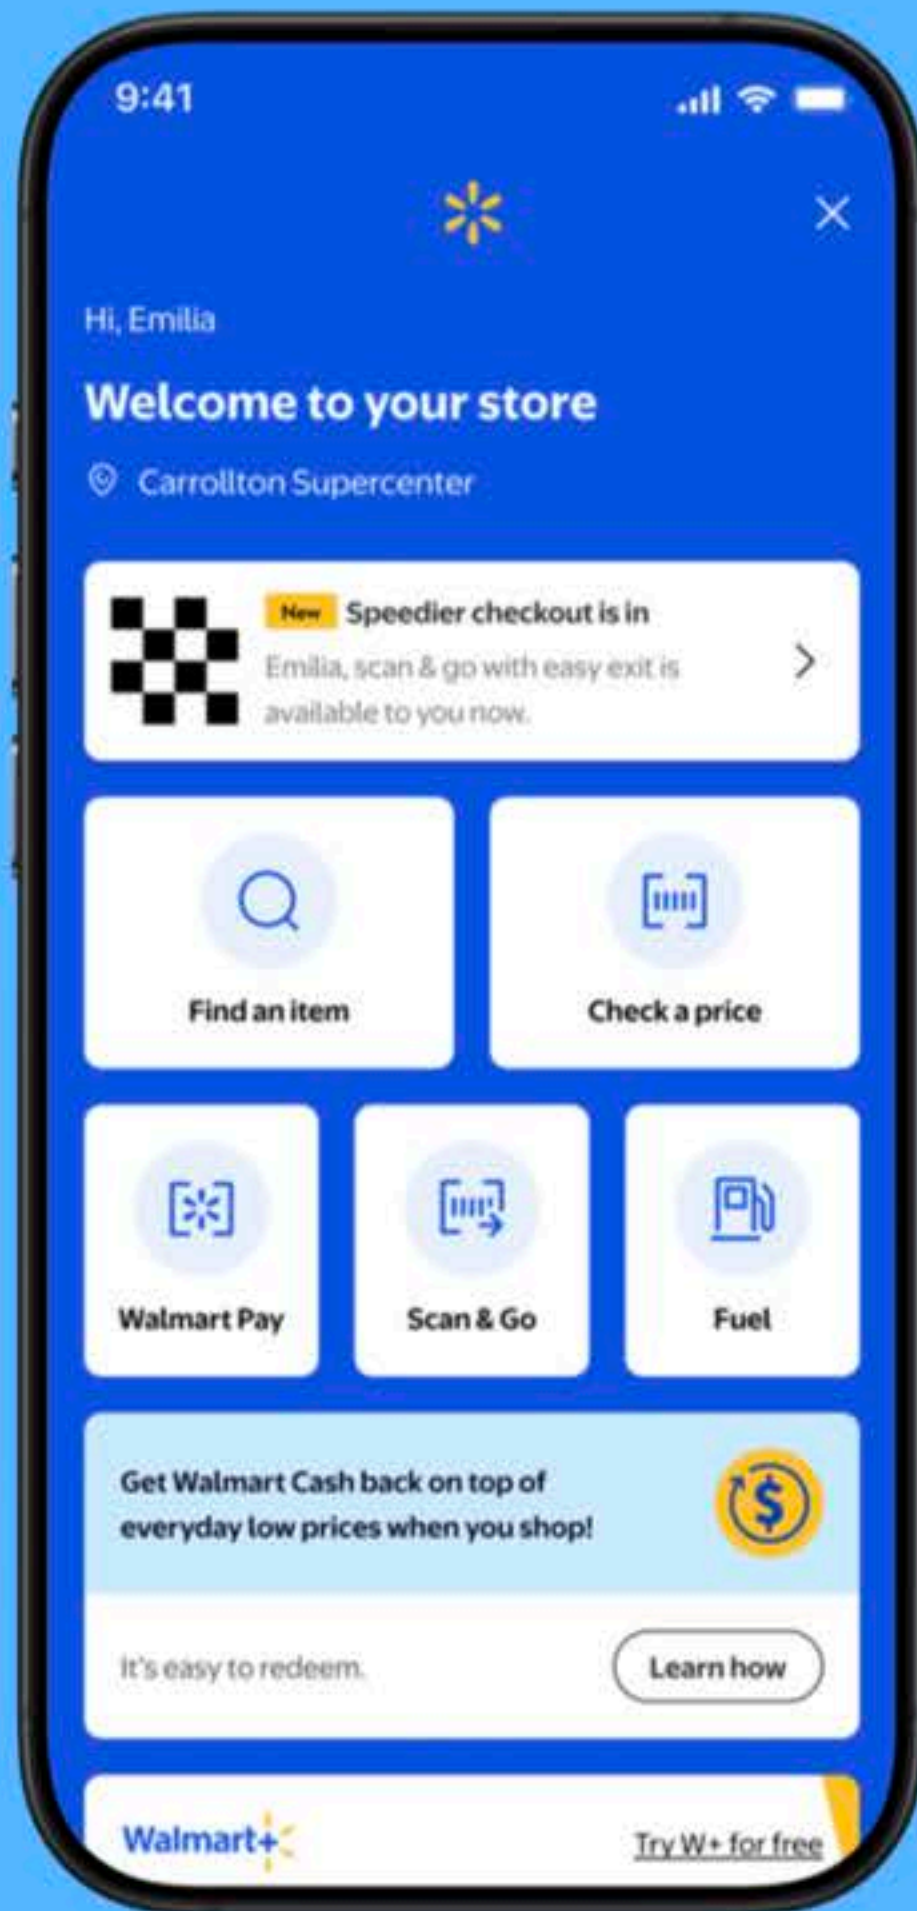 9:41
Hi, Emilia
Welcome to your store
Carrollton Supercenter
New Speedier checkout is in
Emilia, scan & go with easy exit is
available to you now.
Find an item
Check a price
Walmart Pay
Scan & Go
Fuel
Get Walmart Cash back on top of
everyday low prices when you shop!
$
It's easy to redeem.
Learn how
Walmart+
Try W+ for free